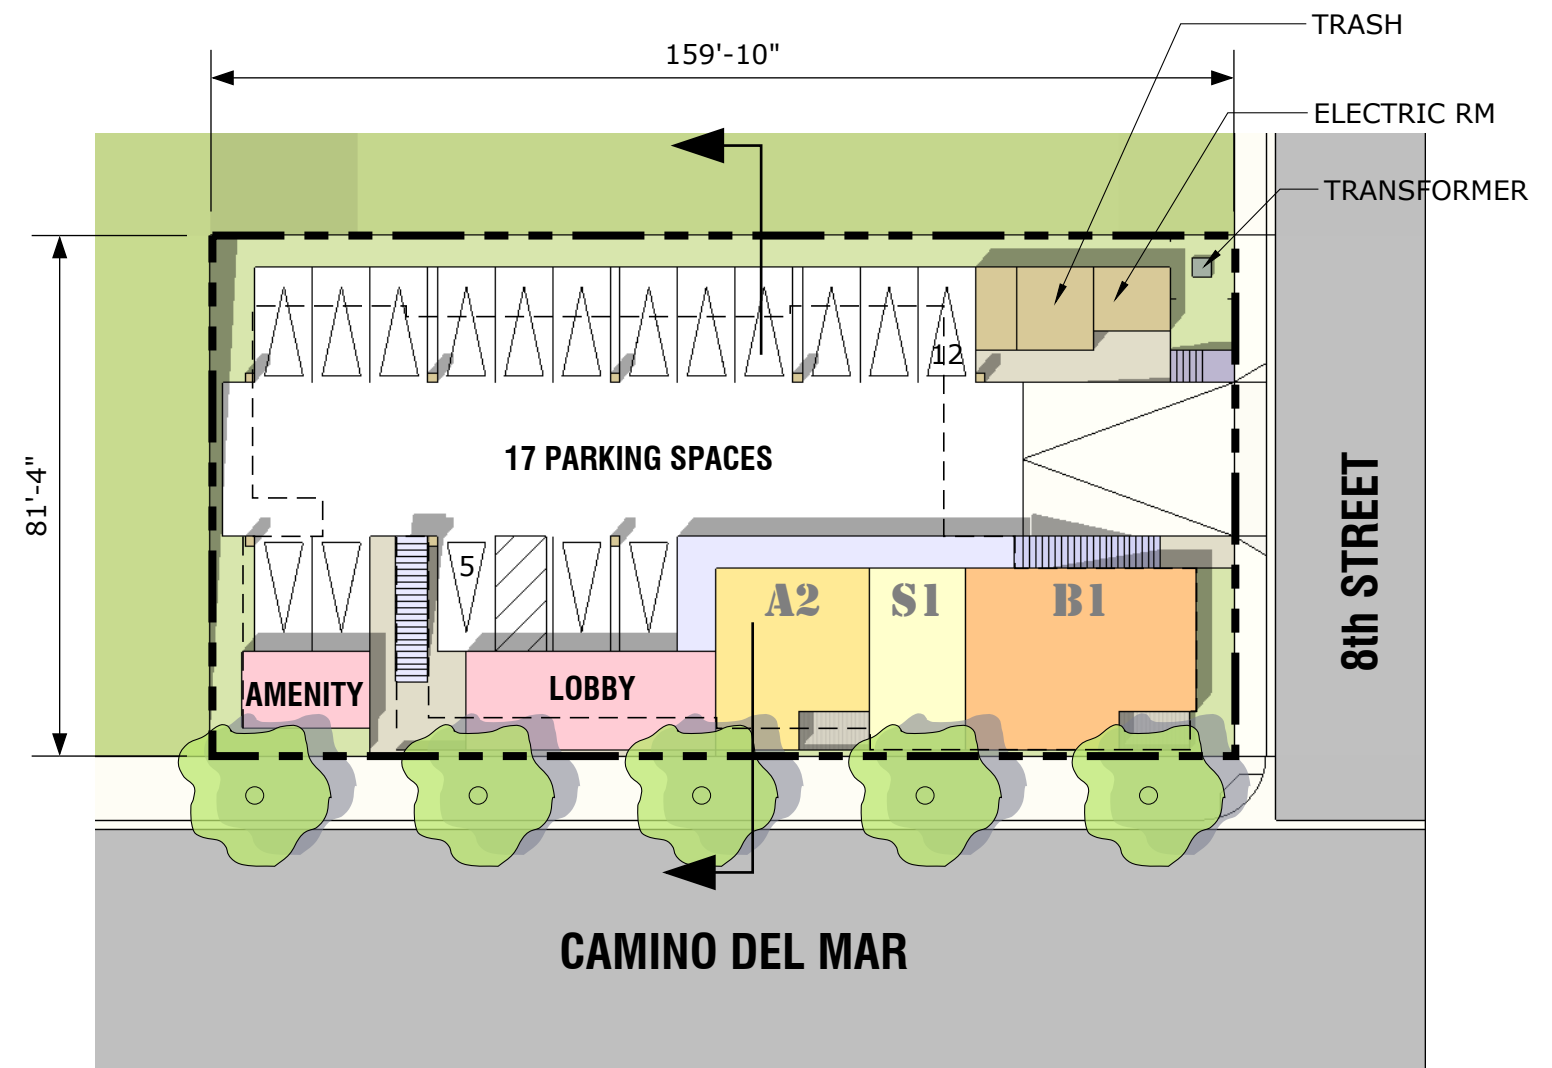 TRASH
159'-10"
ELECTRIC RM
TRANSFORMER
12
17 PARKING SPACES
81'-4"
8th STREET
5
A2
S1
B1
AMENITY
LOBBY
CAMINO DEL MAR